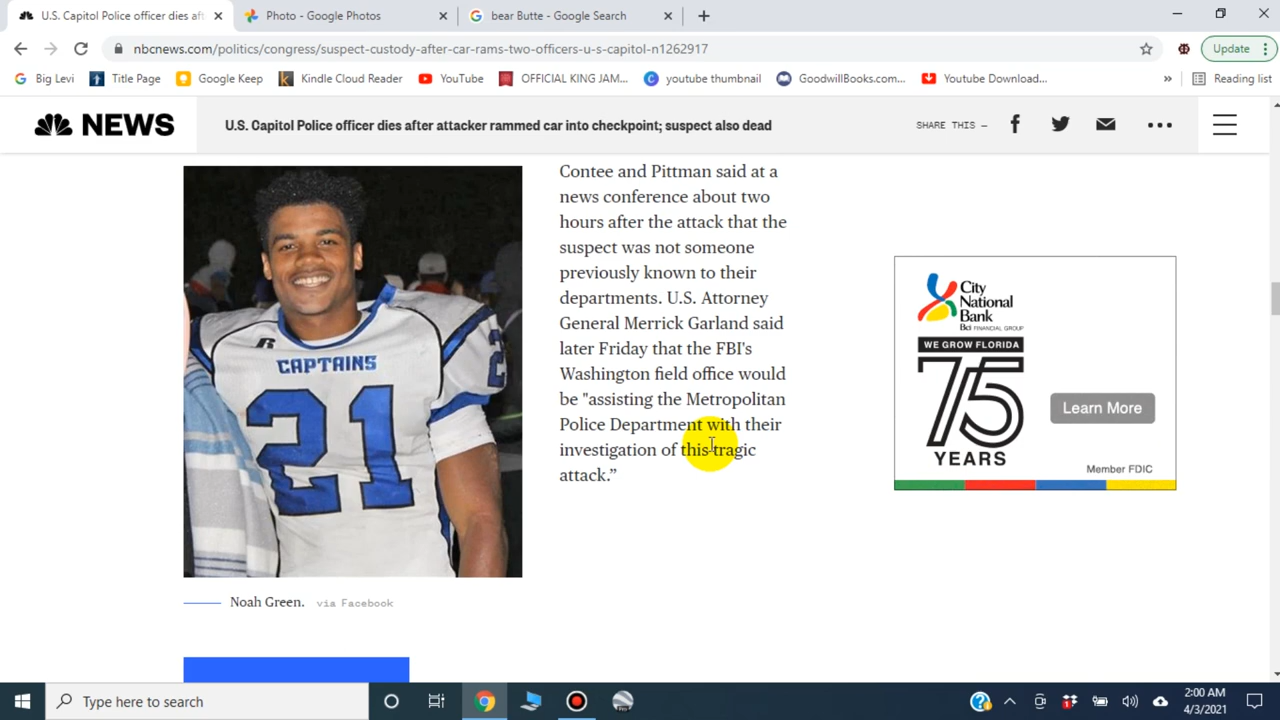 U.S. Capitol Police officer dies aft
Photo - Google Photos
bear Butte - Google Search
nbcnews.com/politics/congress/suspect-custody-after-car-rams-two-officers-u-s-capitol-n1262917
Update
Big Levi
Title Page
Google Keep
Kindle Cloud Reader
YouTube
OFFICIAL KING JAM...
youtube thumbnail
GoodwillBooks.com...
Youtube Download...
»
Reading list
NEWS
U.S. Capitol Police officer dies after attacker rammed car into checkpoint; suspect also dead
SHARE THIS —
Contee and Pittman said at a
news conference about two
hours after the attack that the
suspect was not someone
previously known to their
departments. U.S. Attorney
General Merrick Garland said
later Friday that the FBI's
Washington field office would
be "assisting the Metropolitan
Police Department with their
investigation of this tragic
attack.”
CAPTAINS
21
21
Noah Green.
via Facebook
City
National
Bank
Bci FINANCIAL GROUP
WE GROW FLORIDA
75
YEARS
Learn More
Member FDIC
Type here to search
2:00 AM
4/3/2021